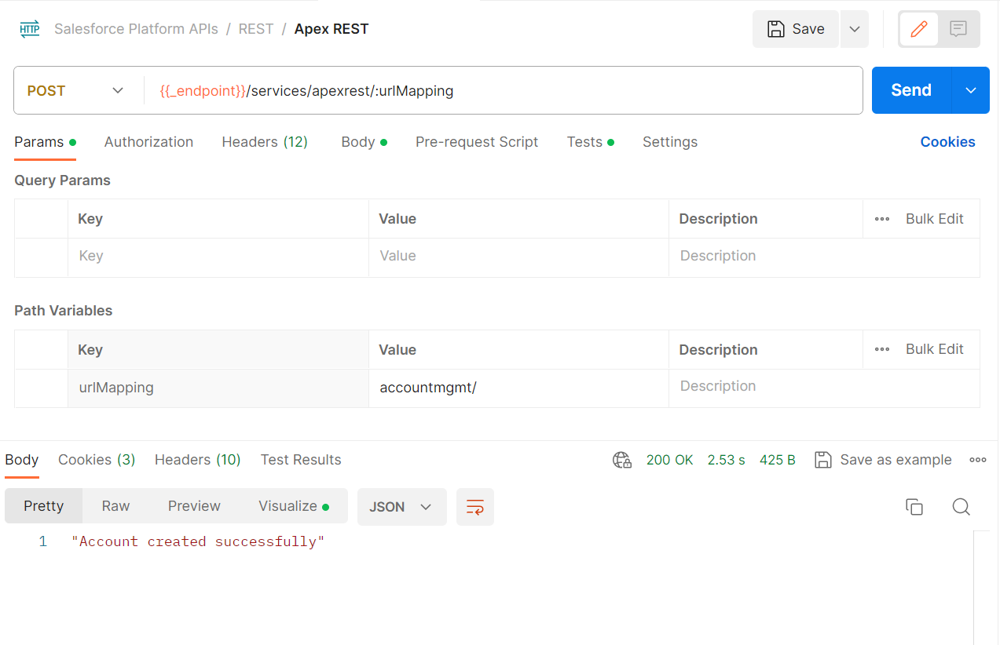 HTTP Salesforce Platform APIs / REST / Apex REST Save
POST {{_endpoint}}/services/apexrest/:urlMapping Send
Params Authorization Headers (12) Body Pre-request Script Tests Settings Cookies
Query Params
Key Value Description Bulk Edit
Key Value Description
Path Variables
Key Value Description Bulk Edit
urlMapping accountmgmt/ Description
Body Cookies (3) Headers (10) Test Results 200 OK 2.53 s 425 B Save as example
Pretty Raw Preview Visualize JSON
1 "Account created successfully"